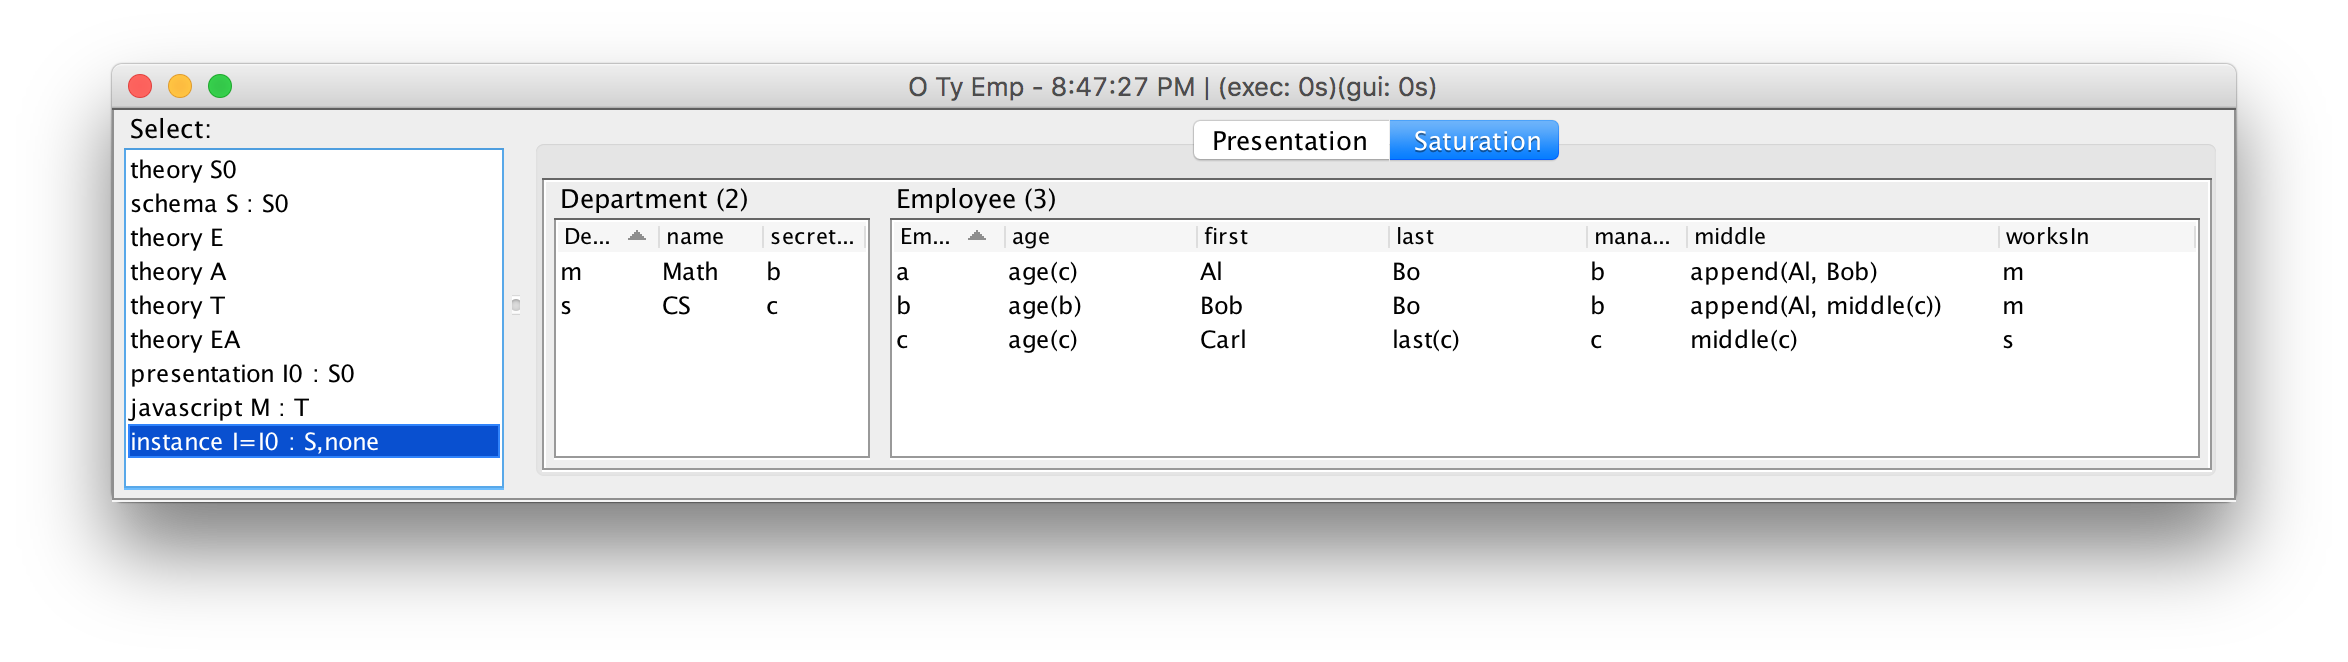 O Ty Emp - 8:47:27 PM | (exec: 0s)(gui: 0s)
Select:
theory S0
schema S : S0
theory E
theory A
theory T
theory EA
presentation I0 : S0
javascript M : T
instance I=I0 : S,none
Presentation Saturation
Department (2)
De... name secret...
m Math b
s CS c
Employee (3)
Em... age first last mana... middle worksIn
a age(c) Al Bo b append(Al, Bob) m
b age(b) Bob Bo b append(Al, middle(c)) m
c age(c) Carl last(c) c middle(c) s